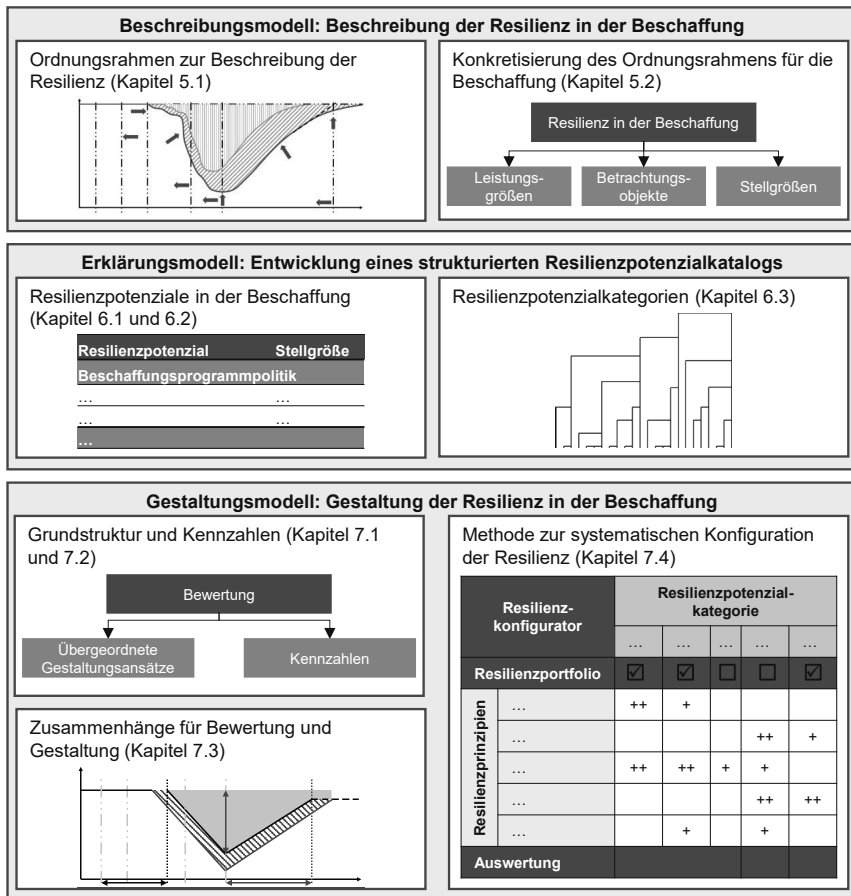 Beschreibungsmodell: Beschreibung der Resilienz in der Beschaffung
Ordnungsrahmen zur Beschreibung der
Resilienz (Kapitel 5.1)
Konkretisierung des Ordnungsrahmens für die
Beschaffung (Kapitel 5.2)
Resilienz in der Beschaffung
Leistungs-
größen
Betrachtungs-
objekte
Stellgrößen
Erklärungsmodell: Entwicklung eines strukturierten Resilienzpotenzialkatalogs
Resilienzpotenziale in der Beschaffung
(Kapitel 6.1 und 6.2)
Resilienzpotenzial Stellgröße
Beschaffungsprogrammpolitik
… …
… …
…
Resilienzpotenzialkategorien (Kapitel 6.3)
Gestaltungsmodell: Gestaltung der Resilienz in der Beschaffung
Grundstruktur und Kennzahlen (Kapitel 7.1
und 7.2)
Bewertung
Übergeordnete
Gestaltungsansätze
Kennzahlen
Zusammenhänge für Bewertung und
Gestaltung (Kapitel 7.3)
Methode zur systematischen Konfiguration
der Resilienz (Kapitel 7.4)
Resilienz-
konfigurator
Resilienzpotenzial-
kategorie
… … … … …
Resilienzportfolio ☑ ☑ ☐ ☐ ☑
Resilienzprinzipien
… ++ +
… ++ +
… ++ ++ + +
… ++ ++
… + +
Auswertung